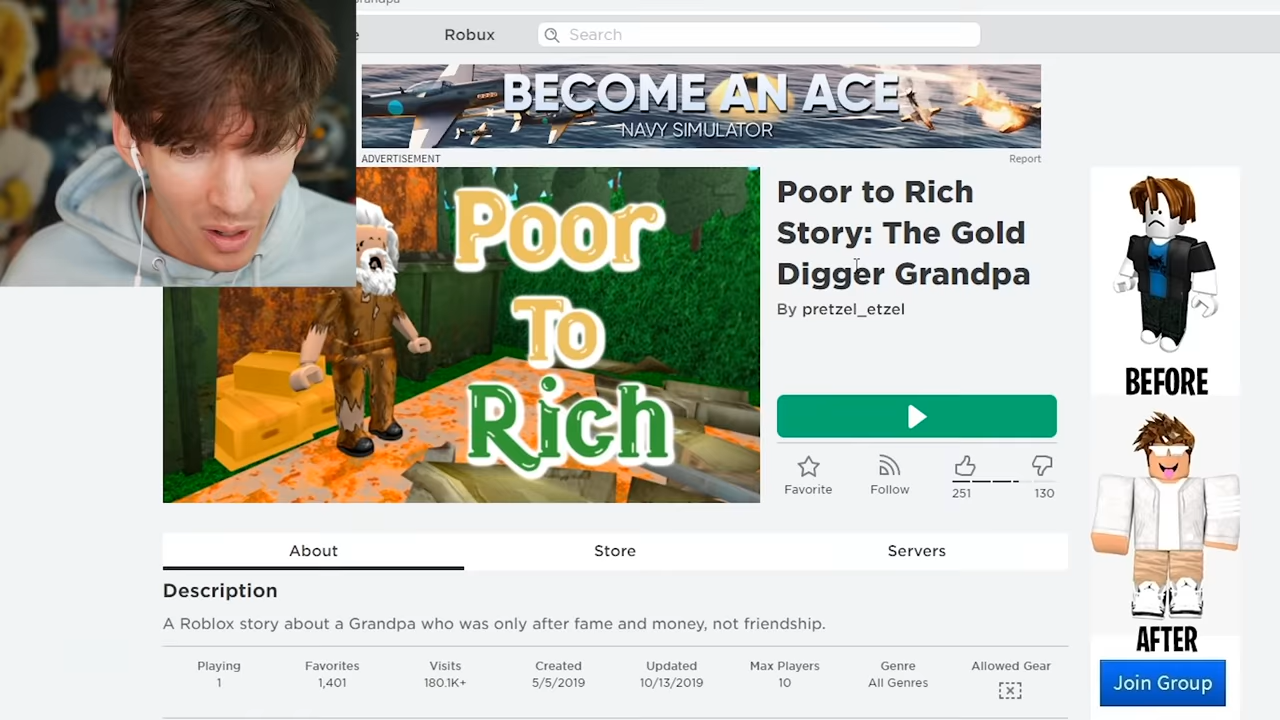 Robux
Search
BECOME AN ACE
NAVY SIMULATOR
ADVERTISEMENT
Report
Poor
To
Rich
Poor to Rich
Story: The Gold
Digger Grandpa
By pretzel_etzel
Favorite
Follow
251
130
BEFORE
AFTER
Join Group
About
Store
Servers
Description
A Roblox story about a Grandpa who was only after fame and money, not friendship.
Playing
Favorites
Visits
Created
Updated
Max Players
Genre
Allowed Gear
1
1,401
180.1K+
5/5/2019
10/13/2019
10
All Genres